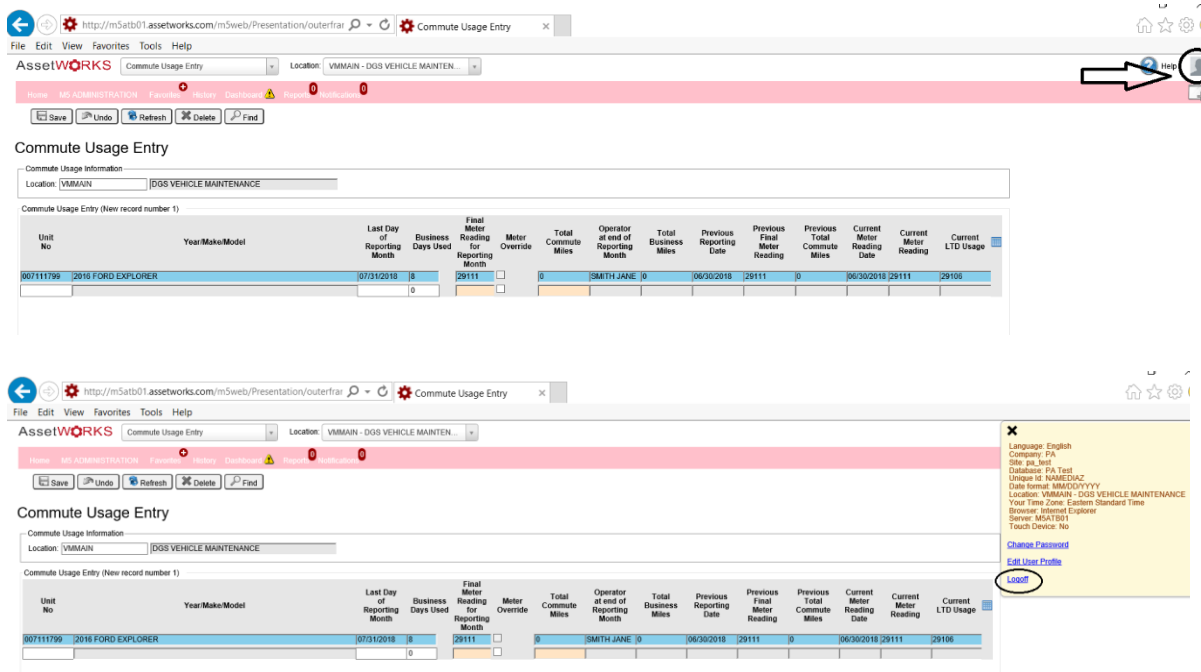 http://m5atb01.assetworks.com/m5web/Presentation/outerfrar
Commute Usage Entry
File Edit View Favorites Tools Help
AssetWORKS Commute Usage Entry Location: VMMAIN - DGS VEHICLE MAINTEN... Help
Home M5 ADMINISTRATION Favorites History Dashboard Reports 0 Notifications 0
Save Undo Refresh Delete Find
Commute Usage Entry
Commute Usage Information
Location: VMMAIN DGS VEHICLE MAINTENANCE
Commute Usage Entry (New record number 1)
Unit No Year/Make/Model Last Day of Reporting Month Business Days Used Final Meter Reading for Reporting Month Meter Override Total Commute Miles Operator at end of Reporting Month Total Business Miles Previous Reporting Date Previous Final Meter Reading Previous Total Commute Miles Current Meter Reading Date Current Meter Reading Current LTD Usage
007111799 2016 FORD EXPLORER 07/31/2018 8 29111 0 SMITH JANE 0 06/30/2018 29111 0 06/30/2018 29111 29106
0
http://m5atb01.assetworks.com/m5web/Presentation/outerfrar
Commute Usage Entry
File Edit View Favorites Tools Help
AssetWORKS Commute Usage Entry Location: VMMAIN - DGS VEHICLE MAINTEN...
Home M5 ADMINISTRATION Favorites History Dashboard Reports 0 Notifications 0
Save Undo Refresh Delete Find
Commute Usage Entry
Commute Usage Information
Location: VMMAIN DGS VEHICLE MAINTENANCE
Commute Usage Entry (New record number 1)
Unit No Year/Make/Model Last Day of Reporting Month Business Days Used Final Meter Reading for Reporting Month Meter Override Total Commute Miles Operator at end of Reporting Month Total Business Miles Previous Reporting Date Previous Final Meter Reading Previous Total Commute Miles Current Meter Reading Date Current Meter Reading Current LTD Usage
007111799 2016 FORD EXPLORER 07/31/2018 8 29111 0 SMITH JANE 0 06/30/2018 29111 0 06/30/2018 29111 29106
0
Language: English
Company: PA
Site: pa_test
Database: PA Test
Unique Id: NAMEDIAZ
Date format: MM/DD/YYYY
Location: VMMAIN - DGS VEHICLE MAINTENANCE
Your Time Zone: Eastern Standard Time
Browser: Internet Explorer
Server: M5ATB01
Touch Device: No
Change Password
Edit User Profile
Logoff